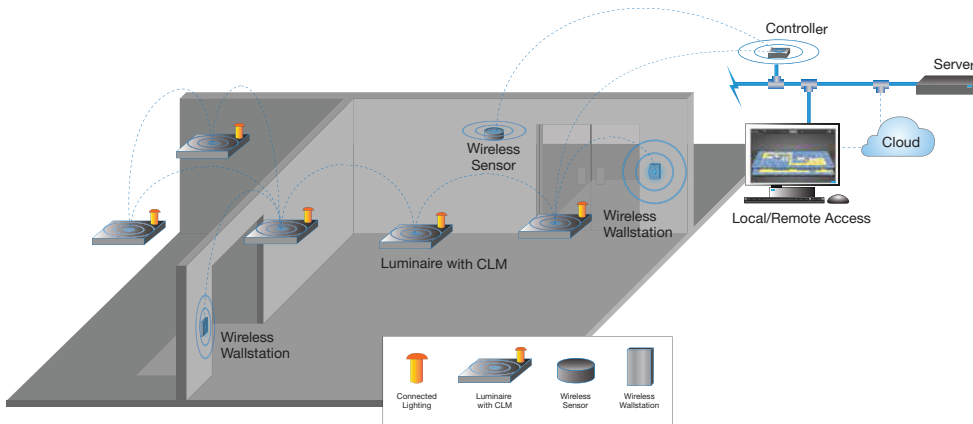 Controller
Server
Wireless
Sensor
Cloud
Wireless
Wallstation
Local/Remote Access
Luminaire with CLM
Wireless
Wallstation
Connected
Lighting
Luminaire
with CLM
Wireless
Sensor
Wireless
Wallstation